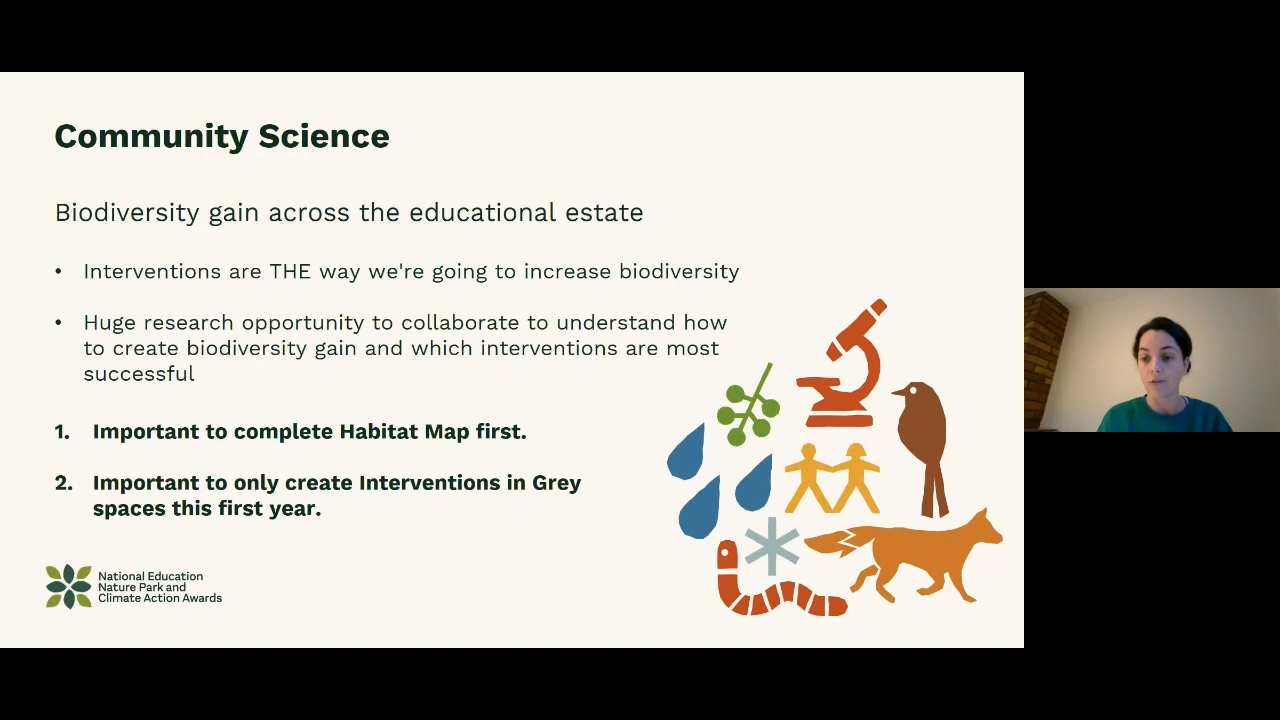 Community Science
Biodiversity gain across the educational estate
• Interventions are THE way we're going to increase biodiversity
• Huge research opportunity to collaborate to understand how
to create biodiversity gain and which interventions are most
successful
1. Important to complete Habitat Map first.
2. Important to only create Interventions in Grey
spaces this first year.
National Education
Nature Park and
Climate Action Awards